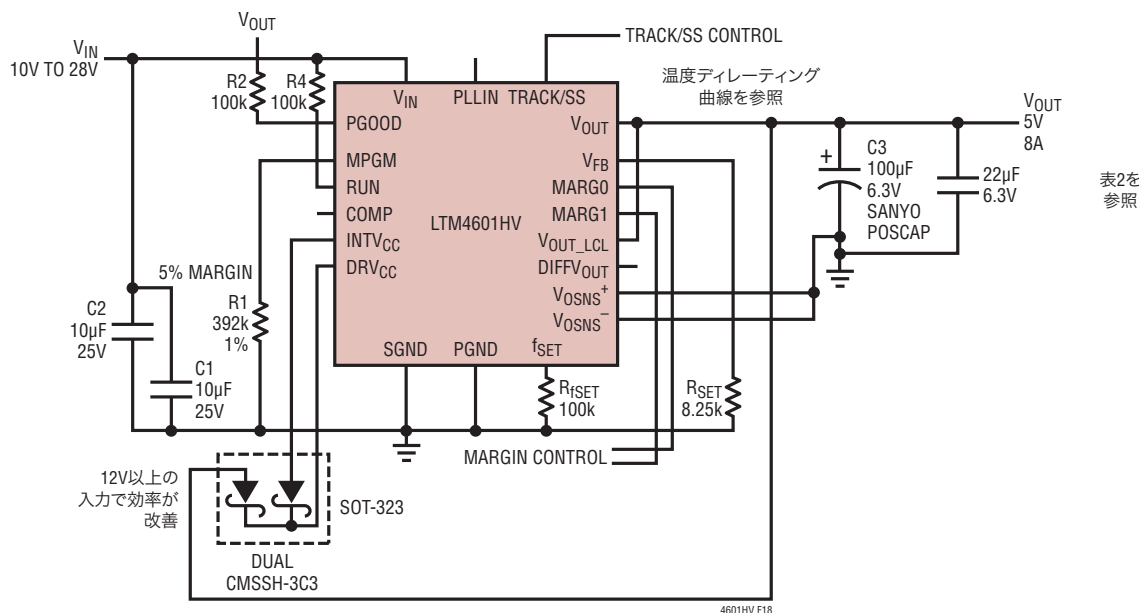 VOUT
VIN
10V TO 28V
R2
100k
R4
100k
TRACK/SS CONTROL
温度ディレーティング
曲線を参照
VIN
PLLIN
TRACK/SS
PGOOD
MPGM
RUN
COMP
INTVCC
DRVCC
LTM4601HV
VOUT
VFB
MARG0
MARG1
VOUT_LCL
DIFFVOUT
VOSNS+
VOSNS−
SGND
PGND
fSET
VOUT
5V
8A
C3
100µF
6.3V
SANYO
POSCAP
+
22µF
6.3V
表2を
参照
5% MARGIN
R1
392k
1%
C2
10µF
25V
C1
10µF
25V
RfSET
100k
RSET
8.25k
MARGIN CONTROL
12V以上の
入力で効率が
改善
SOT-323
DUAL
CMSSH-3C3
4601HV F18